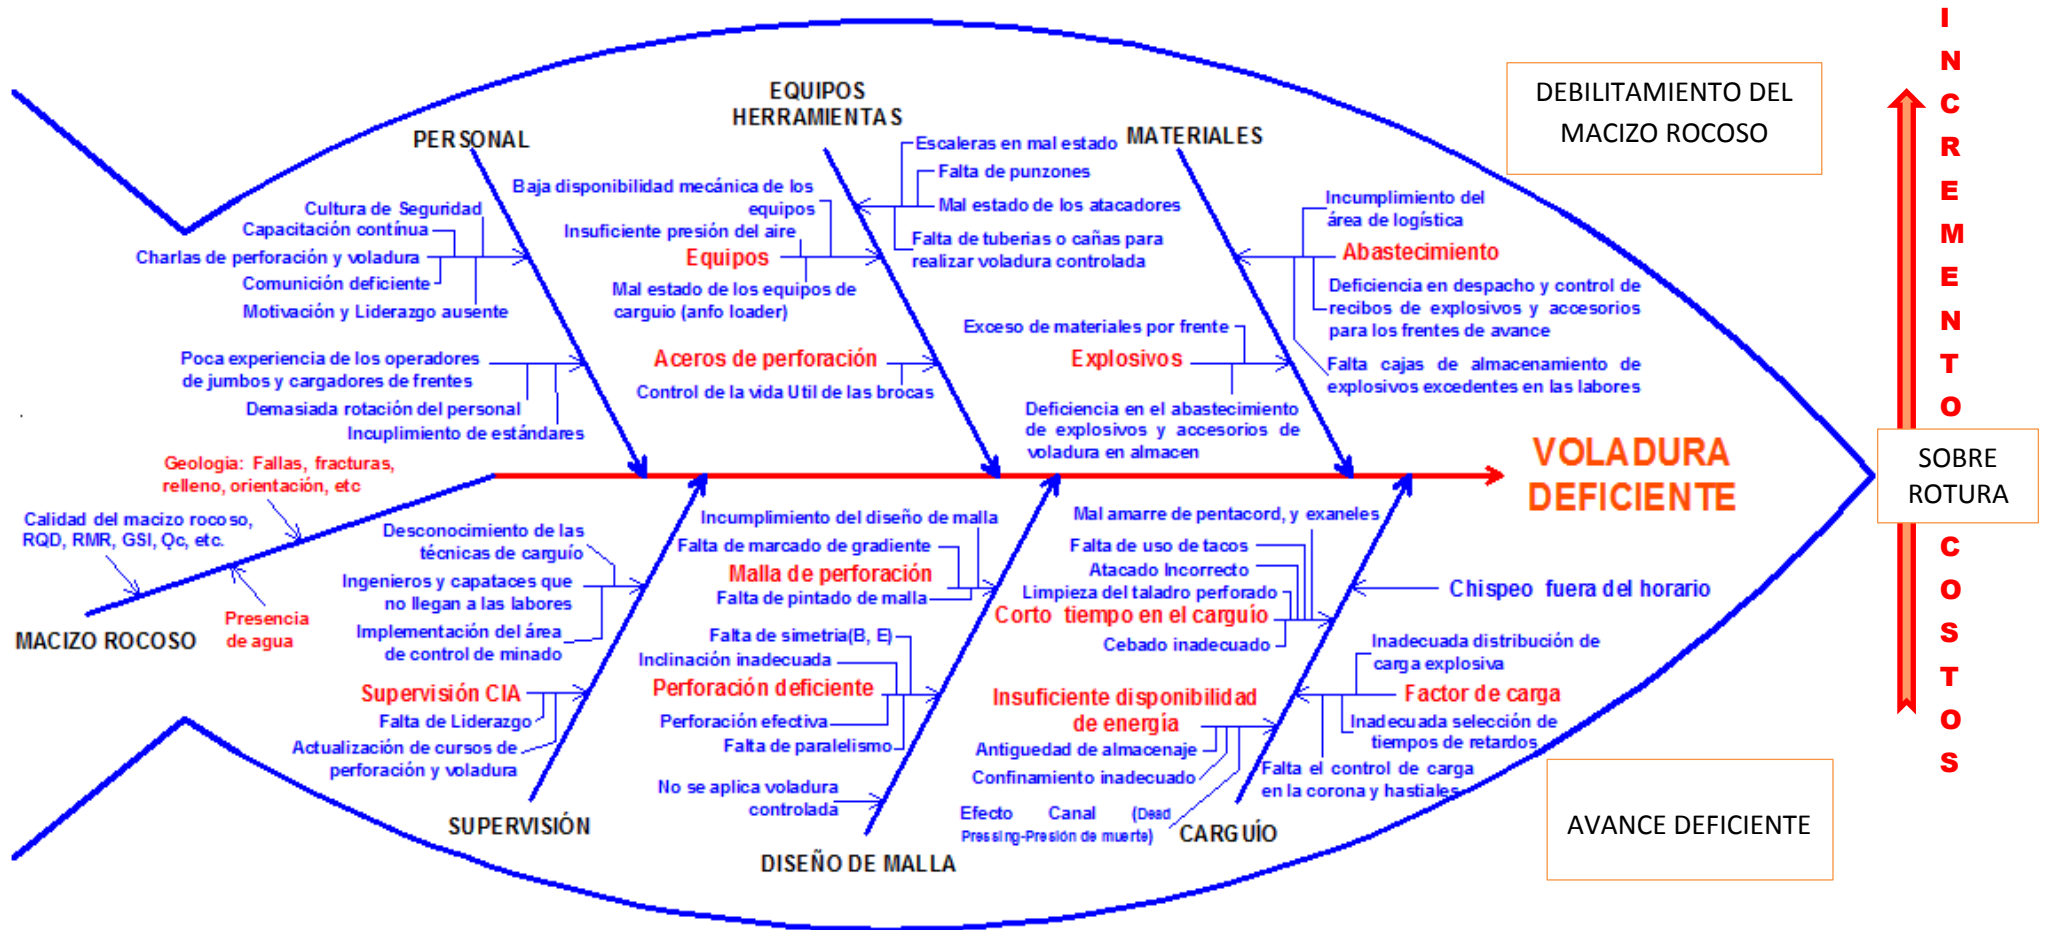 EQUIPOS
HERRAMIENTAS
PERSONAL
MATERIALES
DEBILITAMIENTO DEL
MACIZO ROCOSO
INCREMENTO
COSTOS
Cultura de Seguridad
Capacitación contínua
Charlas de perforación y voladura
Comunición deficiente
Motivación y Liderazgo ausente
Poca experiencia de los operadores
de jumbos y cargadores de frentes
Demasiada rotación del personal
Incuplimiento de estándares
Baja disponibilidad mecánica de los
equipos
Insuficiente presión del aire
Equipos
Mal estado de los equipos de
carguio (anfo loader)
Aceros de perforación
Control de la vida Util de las brocas
Escaleras en mal estado
Falta de punzones
Mal estado de los atacadores
Falta de tuberias o cañas para
realizar voladura controlada
Exceso de materiales por frente
Explosivos
Deficiencia en el abastecimiento
de explosivos y accesorios de
voladura en almacen
Incumplimiento del
área de logística
Abastecimiento
Deficiencia en despacho y control de
recibos de explosivos y accesorios
para los frentes de avance
Falta cajas de almacenamiento de
explosivos excedentes en las labores
VOLADURA
DEFICIENTE
SOBRE
ROTURA
Geologia: Fallas, fracturas,
relleno, orientación, etc
Calidad del macizo rocoso,
RQD, RMR, GSI, Qc, etc.
Presencia
de agua
MACIZO ROCOSO
Desconocimiento de las
técnicas de carguío
Ingenieros y capataces que
no llegan a las labores
Implementación del área
de control de minado
Supervisión CIA
Falta de Liderazgo
Actualización de cursos de
perforación y voladura
SUPERVISIÓN
Incumplimiento del diseño de malla
Falta de marcado de gradiente
Malla de perforación
Falta de pintado de malla
Falta de simetria(B, E)
Inclinación inadecuada
Perforación deficiente
Perforación efectiva
Falta de paralelismo
No se aplica voladura
controlada
DISEÑO DE MALLA
Mal amarre de pentacord, y exaneles
Falta de uso de tacos
Atacado Incorrecto
Limpieza del taladro perforado
Corto tiempo en el carguío
Cebado inadecuado
Insuficiente disponibilidad
de energía
Antiguedad de almacenaje
Confinamiento inadecuado
Efecto Canal (Dead
Pressing-Presión de muerte)
CARGUÍO
Chispeo fuera del horario
Inadecuada distribución de
carga explosiva
Factor de carga
Inadecuada selección de
tiempos de retardos
Falta el control de carga
en la corona y hastiales
AVANCE DEFICIENTE